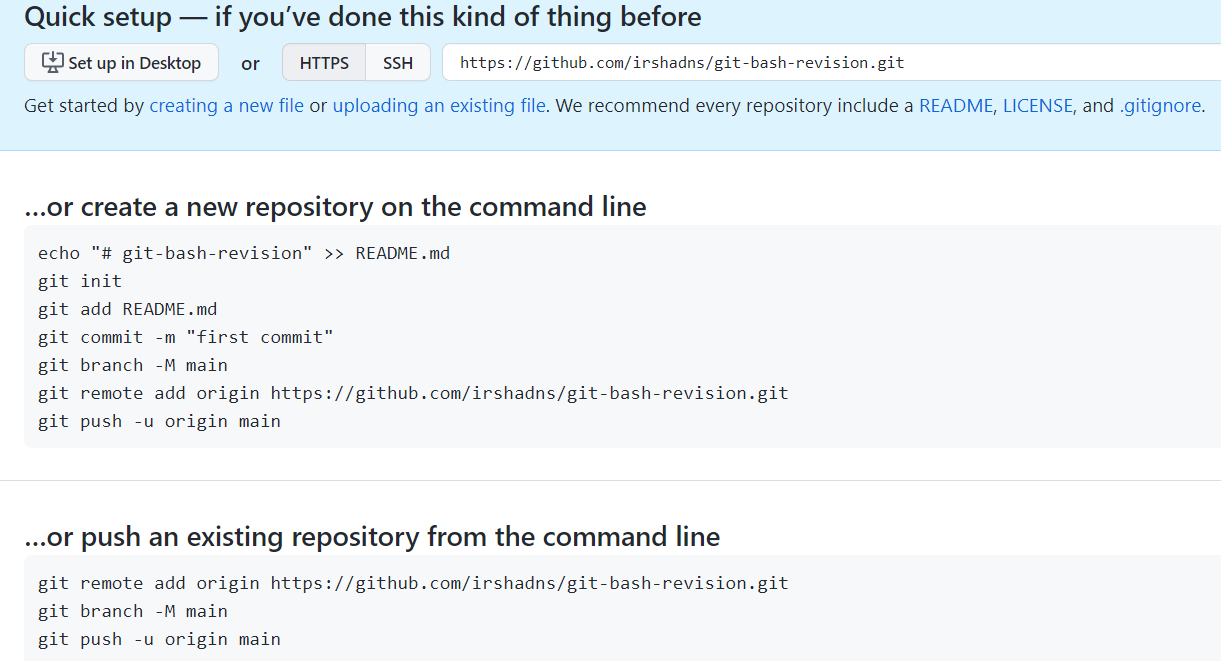 Quick setup — if you’ve done this kind of thing before
Set up in Desktop or HTTPS SSH https://github.com/irshadns/git-bash-revision.git
Get started by creating a new file or uploading an existing file. We recommend every repository include a README, LICENSE, and .gitignore.
…or create a new repository on the command line
echo "# git-bash-revision" >> README.md
git init
git add README.md
git commit -m "first commit"
git branch -M main
git remote add origin https://github.com/irshadns/git-bash-revision.git
git push -u origin main
…or push an existing repository from the command line
git remote add origin https://github.com/irshadns/git-bash-revision.git
git branch -M main
git push -u origin main